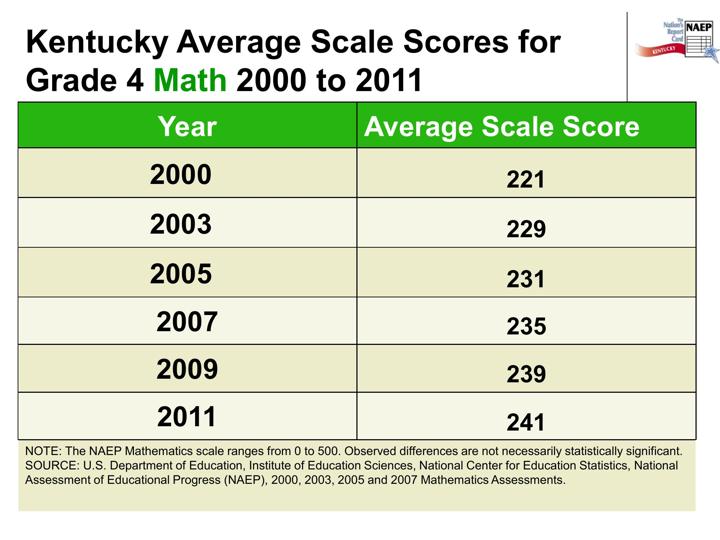 Kentucky Average Scale Scores for
Grade 4 Math 2000 to 2011
The
Nation's
Report
Card
NAEP
KENTUCKY
Year Average Scale Score
2000 221
2003 229
2005 231
2007 235
2009 239
2011 241
NOTE: The NAEP Mathematics scale ranges from 0 to 500. Observed differences are not necessarily statistically significant.
SOURCE: U.S. Department of Education, Institute of Education Sciences, National Center for Education Statistics, National
Assessment of Educational Progress (NAEP), 2000, 2003, 2005 and 2007 Mathematics Assessments.